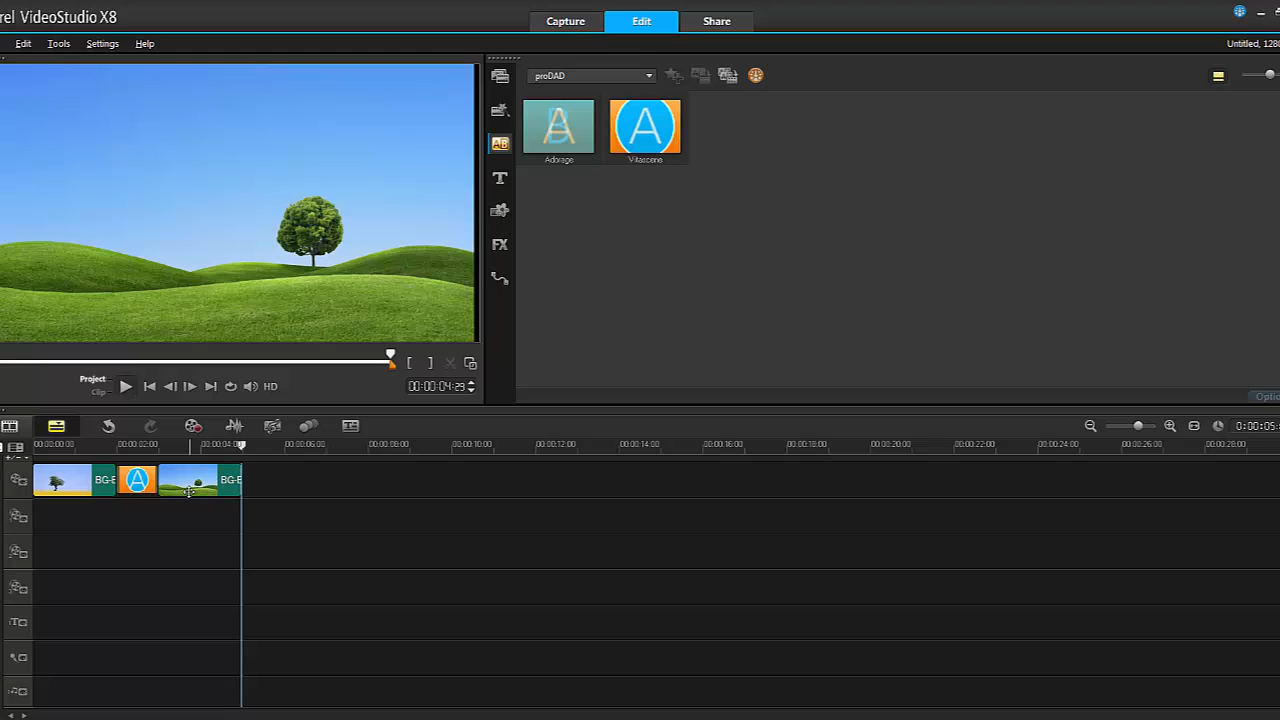 rel VideoStudio X8
Capture
Edit
Share
Edit
Tools
Settings
Help
Untitled, 1280
proDAD
Adorage
Vitascene
AB
T
FX
Project
Clip
HD
00:00:04:23
Optio
00:00:00:00
00:00:02:00
00:00:04:
00:00:06:00
00:00:08:00
00:00:10:00
00:00:12:00
00:00:14:00
00:00:16:00
00:00:18:00
00:00:20:00
00:00:22:00
00:00:24:00
00:00:26:00
00:00:28:00
0:00:05:
BG-E
A
BG-E